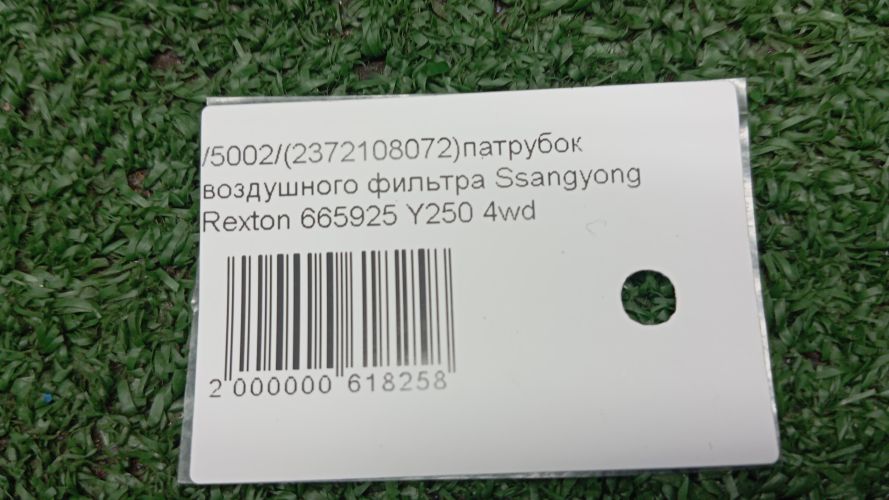 /5002/(2372108072)патрубок
воздушного фильтра Ssangyong
Rexton 665925 Y250 4wd
2 000000 618258